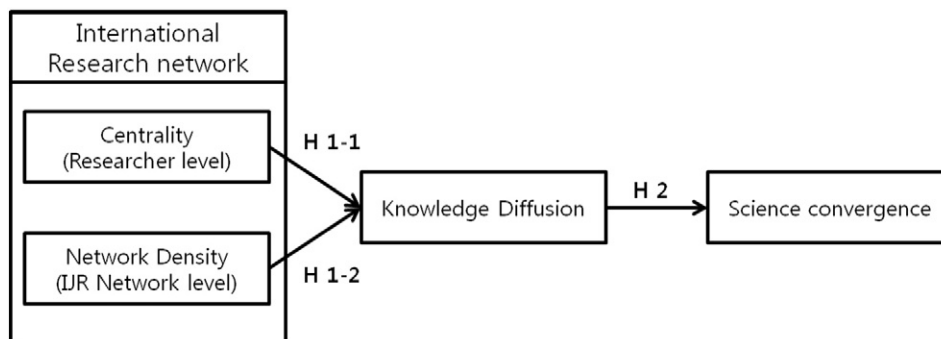 International
Research network
Centrality
(Researcher level)
H 1-1
Knowledge Diffusion
H 2
Science convergence
Network Density
(IJR Network level)
H 1-2